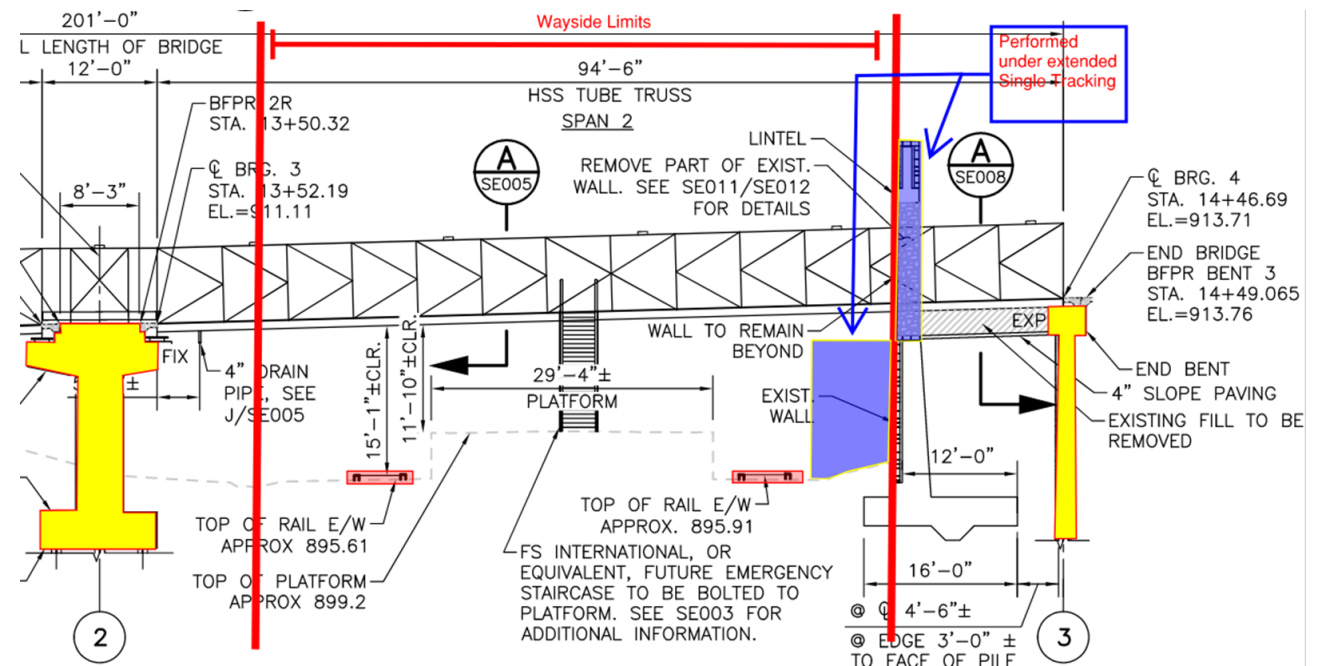 201'-0"
L LENGTH OF BRIDGE
12'-0"
Wayside Limits
94'-6"
HSS TUBE TRUSS
SPAN 2
Performed
under extended
Single Tracking
BFPR 2R
STA. 13+50.32
℄ BRG. 3
STA. 13+52.19
EL.=911.11
8'-3"
A
SE005
LINTEL
REMOVE PART OF EXIST.
WALL. SEE SE011/SE012
FOR DETAILS
A
SE008
℄ BRG. 4
STA. 14+46.69
EL.=913.71
END BRIDGE
BFPR BENT 3
STA. 14+49.065
EL.=913.76
FIX
±
4" DRAIN
PIPE, SEE
J/SE005
15'-1"±CLR.
11'-10"±CLR.
29'-4"±
PLATFORM
WALL TO REMAIN
BEYOND
EXIST.
WALL
EXP
END BENT
4" SLOPE PAVING
EXISTING FILL TO BE
REMOVED
12'-0"
TOP OF RAIL E/W
APPROX 895.61
TOP OF PLATFORM
APPROX 899.2
TOP OF RAIL E/W
APPROX. 895.91
FS INTERNATIONAL, OR
EQUIVALENT, FUTURE EMERGENCY
STAIRCASE TO BE BOLTED TO
PLATFORM. SEE SE003 FOR
ADDITIONAL INFORMATION.
16'-0"
@ ℄ 4'-6"±
@ EDGE 3'-0" ±
TO FACE OF PILE
2
3